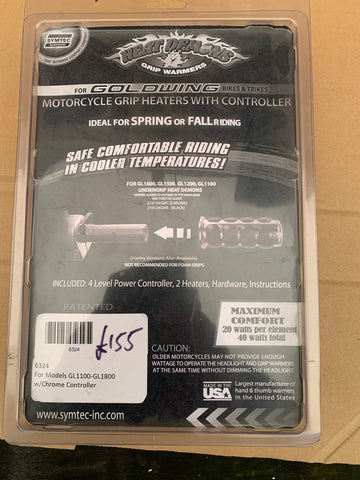 SYMTEC
HEAT DEMONS
GRIP WARMERS
FOR GOLDWING BIKES & TRIKES
MOTORCYCLE GRIP HEATERS WITH CONTROLLER
IDEAL FOR SPRING OR FALL RIDING
SAFE COMFORTABLE RIDING
IN COOLER TEMPERATURES!
FOR GL1800, GL1500, GL1200, GL1100
UNDERGRIP HEAT DEMONS
(Harley Versions Also Available)
NOT RECOMMENDED FOR FOAM GRIPS
INCLUDED: 4 Level Power Controller, 2 Heaters, Hardware, Instructions
PATENTED
MAXIMUM
COMFORT
20 watts per element
40 watts total
6324
£155
6324
For Models GL1100-GL1800
w/Chrome Controller
CAUTION:
OLDER MOTORCYCLES MAY NOT PROVIDE ENOUGH
WATTAGE TO OPERATE THE HEADLIGHT AND GRIP WARMERS
AT THE SAME TIME WITHOUT DIMMING THE HEADLIGHT
MADE IN THE
USA
Largest manufacturer of
hand & thumb warmers
in the United States
www.symtec-inc.com